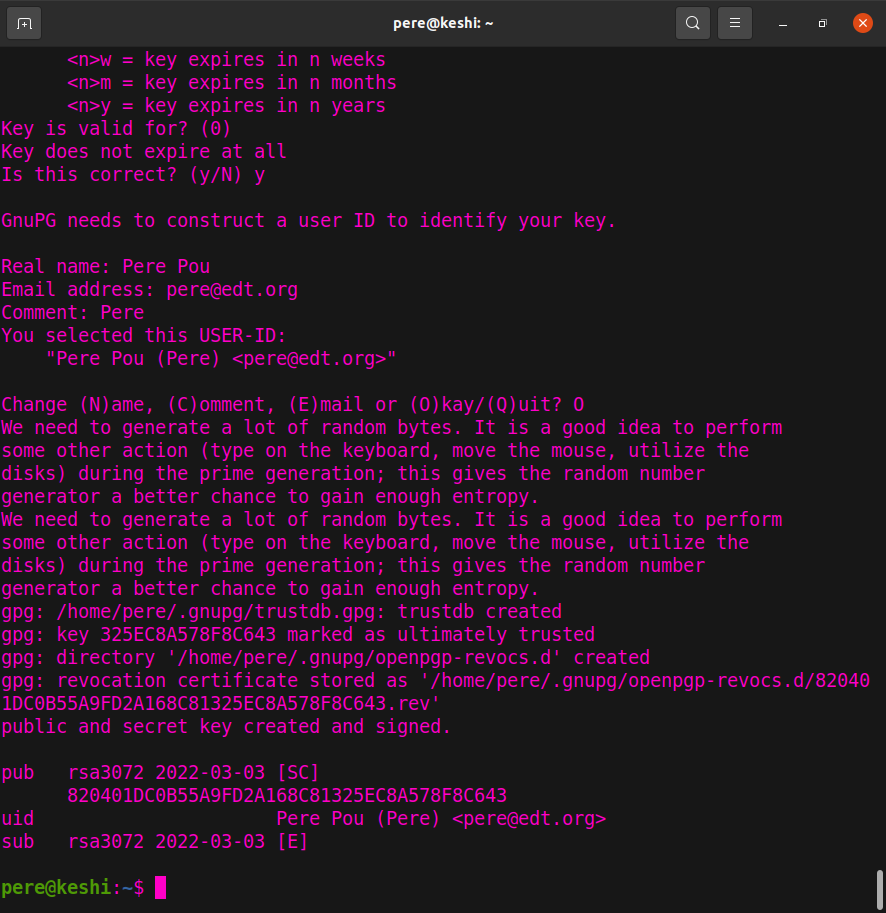 pere@keshi: ~
<n>w = key expires in n weeks
<n>m = key expires in n months
<n>y = key expires in n years
Key is valid for? (0)
Key does not expire at all
Is this correct? (y/N) y
GnuPG needs to construct a user ID to identify your key.
Real name: Pere Pou
Email address: pere@edt.org
Comment: Pere
You selected this USER-ID:
"Pere Pou (Pere) <pere@edt.org>"
Change (N)ame, (C)omment, (E)mail or (O)kay/(Q)uit? O
We need to generate a lot of random bytes. It is a good idea to perform
some other action (type on the keyboard, move the mouse, utilize the
disks) during the prime generation; this gives the random number
generator a better chance to gain enough entropy.
We need to generate a lot of random bytes. It is a good idea to perform
some other action (type on the keyboard, move the mouse, utilize the
disks) during the prime generation; this gives the random number
generator a better chance to gain enough entropy.
gpg: /home/pere/.gnupg/trustdb.gpg: trustdb created
gpg: key 325EC8A578F8C643 marked as ultimately trusted
gpg: directory '/home/pere/.gnupg/openpgp-revocs.d' created
gpg: revocation certificate stored as '/home/pere/.gnupg/openpgp-revocs.d/82040
1DC0B55A9FD2A168C81325EC8A578F8C643.rev'
public and secret key created and signed.
pub   rsa3072 2022-03-03 [SC]
820401DC0B55A9FD2A168C81325EC8A578F8C643
uid                      Pere Pou (Pere) <pere@edt.org>
sub   rsa3072 2022-03-03 [E]
pere@keshi:~$